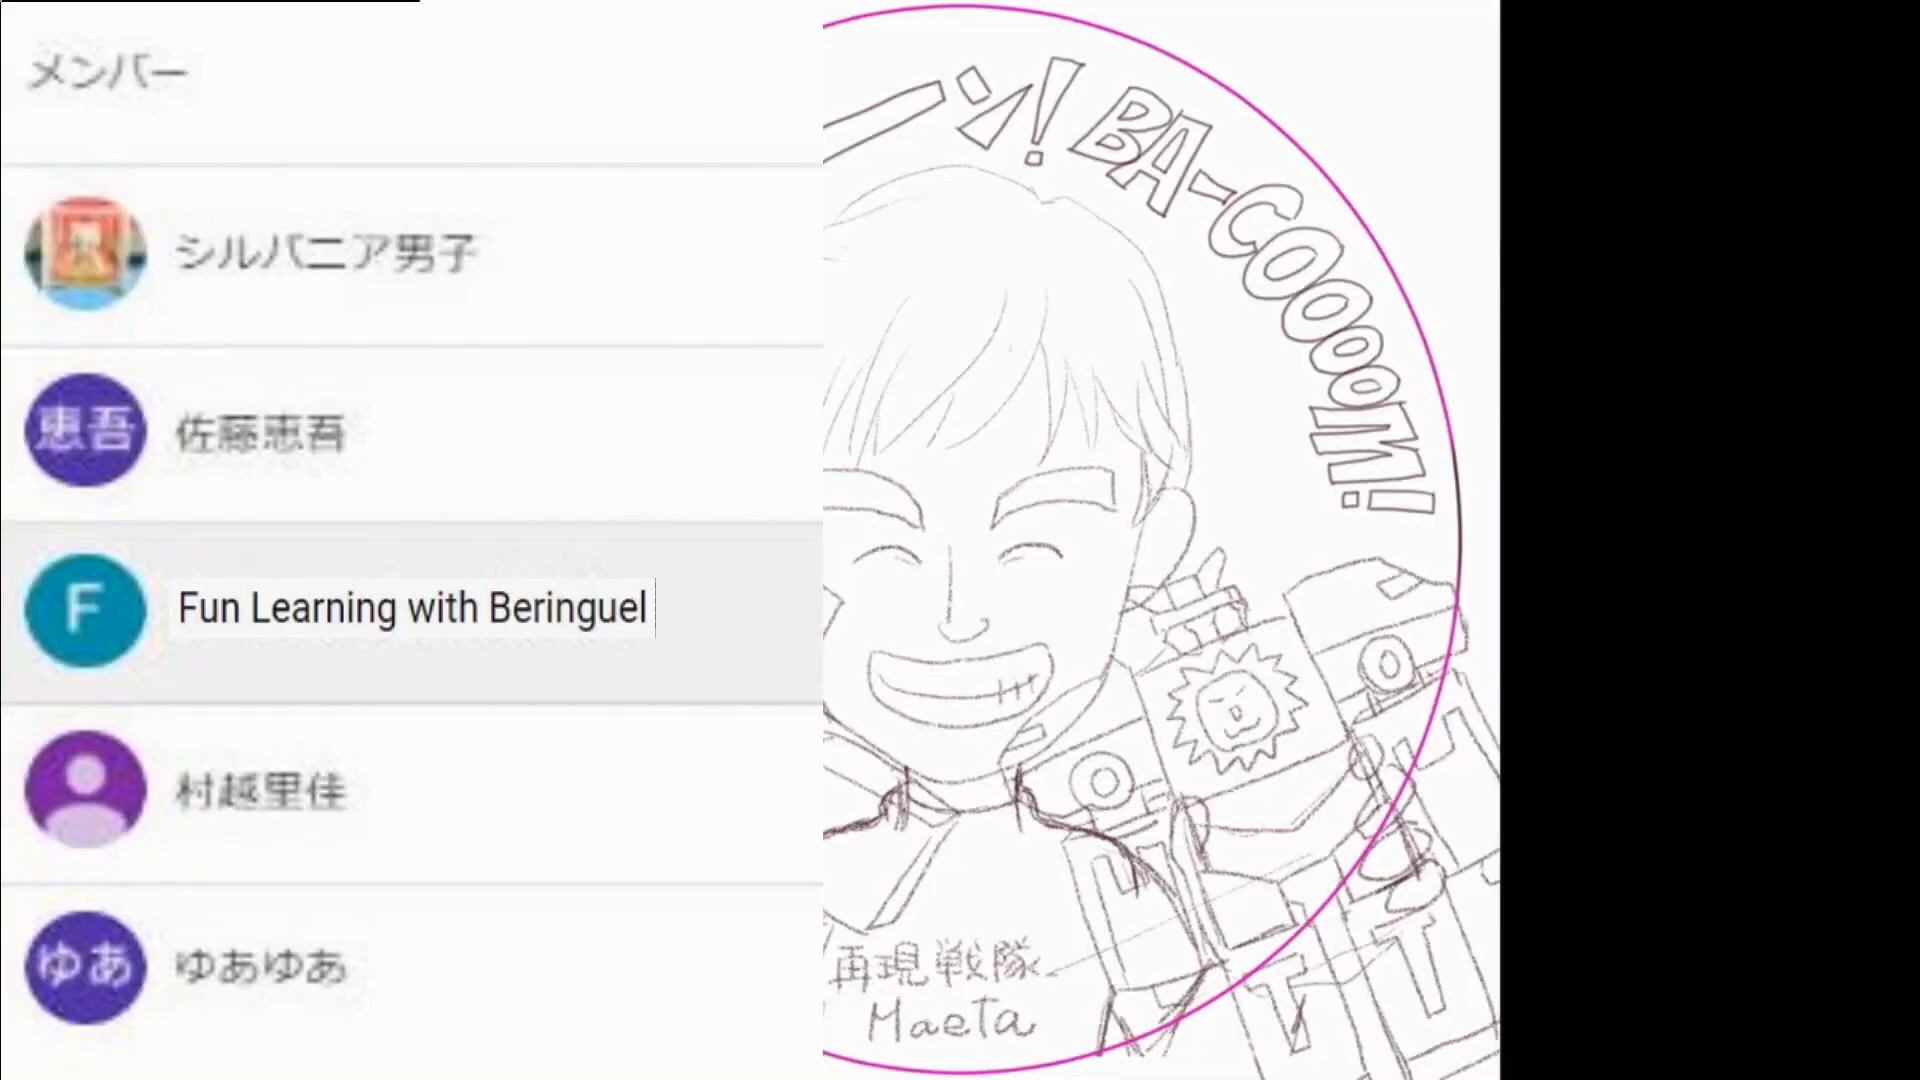 メンバー
シルバニア男子
恵吾
佐藤恵吾
F
Fun Learning with Beringuel
村越里佳
ゆあ
ゆあゆあ
ーン! BA-COOOOM!
再現戦隊
Maeta